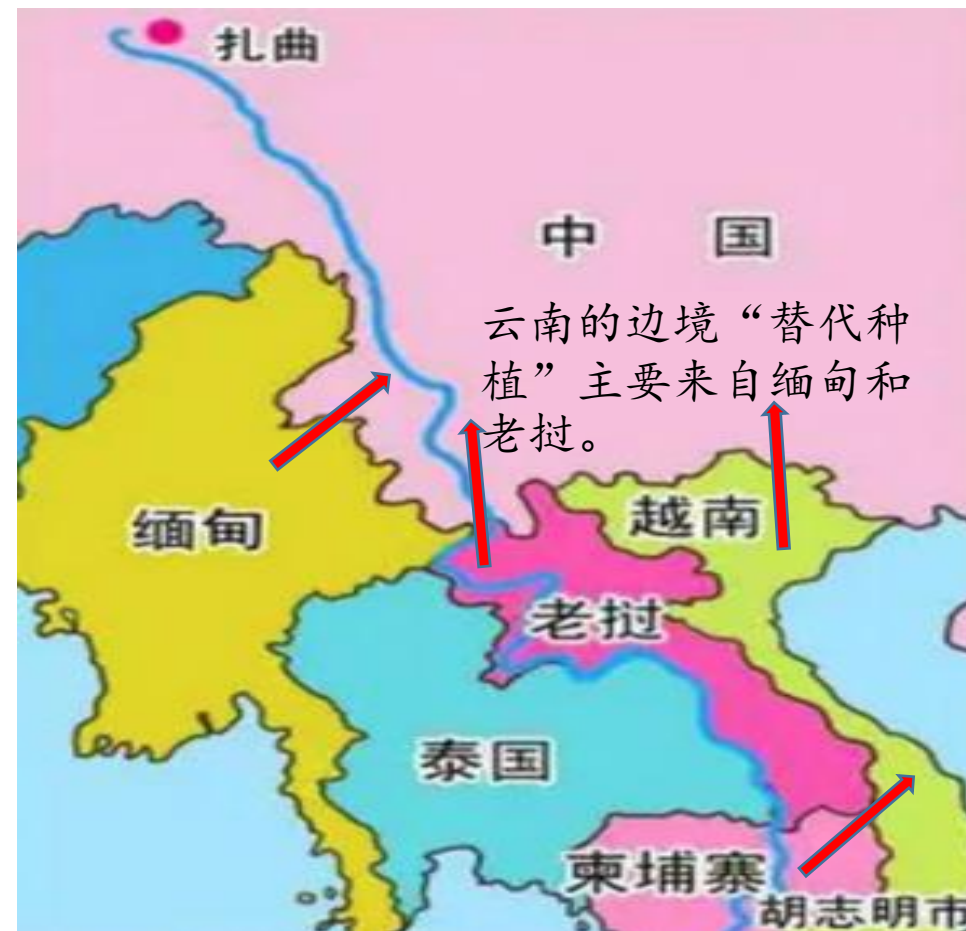 扎曲
中 国
云南的边境“替代种
植”主要来自缅甸和
老挝。
缅甸
越南
老挝
泰国
柬埔寨
胡志明市